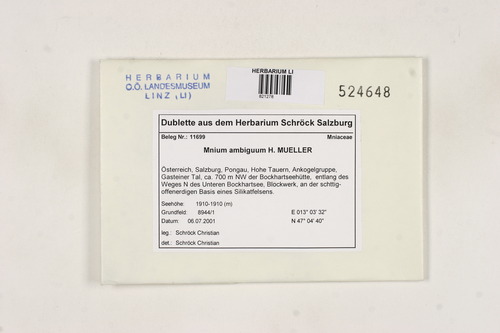 HERBARIUM
O.Ö. LANDESMUSEUM
LINZ (LI)
HERBARIUM LI
621278
524648
Dublette aus dem Herbarium Schröck Salzburg
Beleg Nr.: 11699 Mniaceae
Mnium ambiguum H. MUELLER
Österreich, Salzburg, Pongau, Hohe Tauern, Ankogelgruppe,
Gasteiner Tal, ca. 700 m NW der Bockhartseehütte, entlang des
Weges N des Unteren Bockhartsee, Blockwerk, an der schttig-
offenerdigen Basis eines Silikatfelsens.
Seehöhe: 1910-1910 (m)
Grundfeld 8944/1 E 013° 03' 32"
Datum: 06.07.2001 N 47° 04' 40"
leg.: Schröck Christian
det.: Schröck Christian